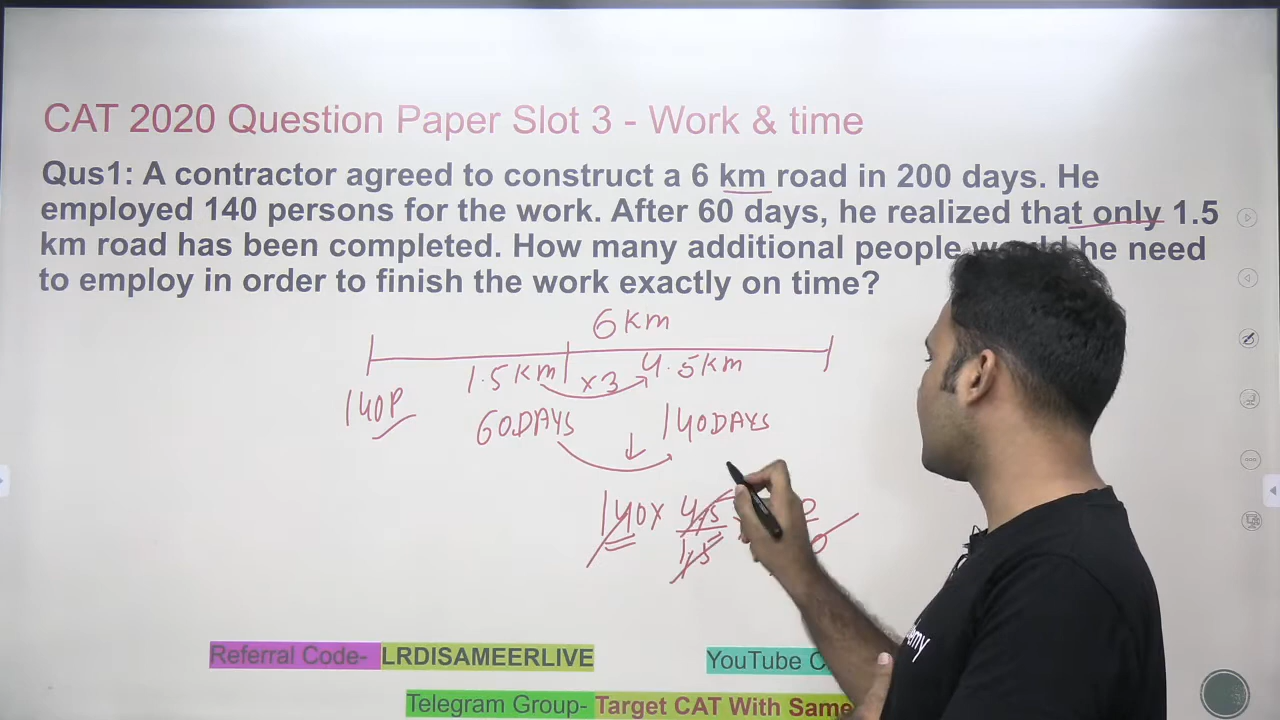 CAT 2020 Question Paper Slot 3 - Work & time
Qus1: A contractor agreed to construct a 6 km road in 200 days. He
employed 140 persons for the work. After 60 days, he realized that only 1.5
km road has been completed. How many additional people would he need
to employ in order to finish the work exactly on time?
6 km
1.5 km ×3 4.5 km
140P
60DAYS 140DAYS
140× 4.5
1.5
Referral Code- LRDISAMEERLIVE
YouTube
Telegram Group- Target CAT With